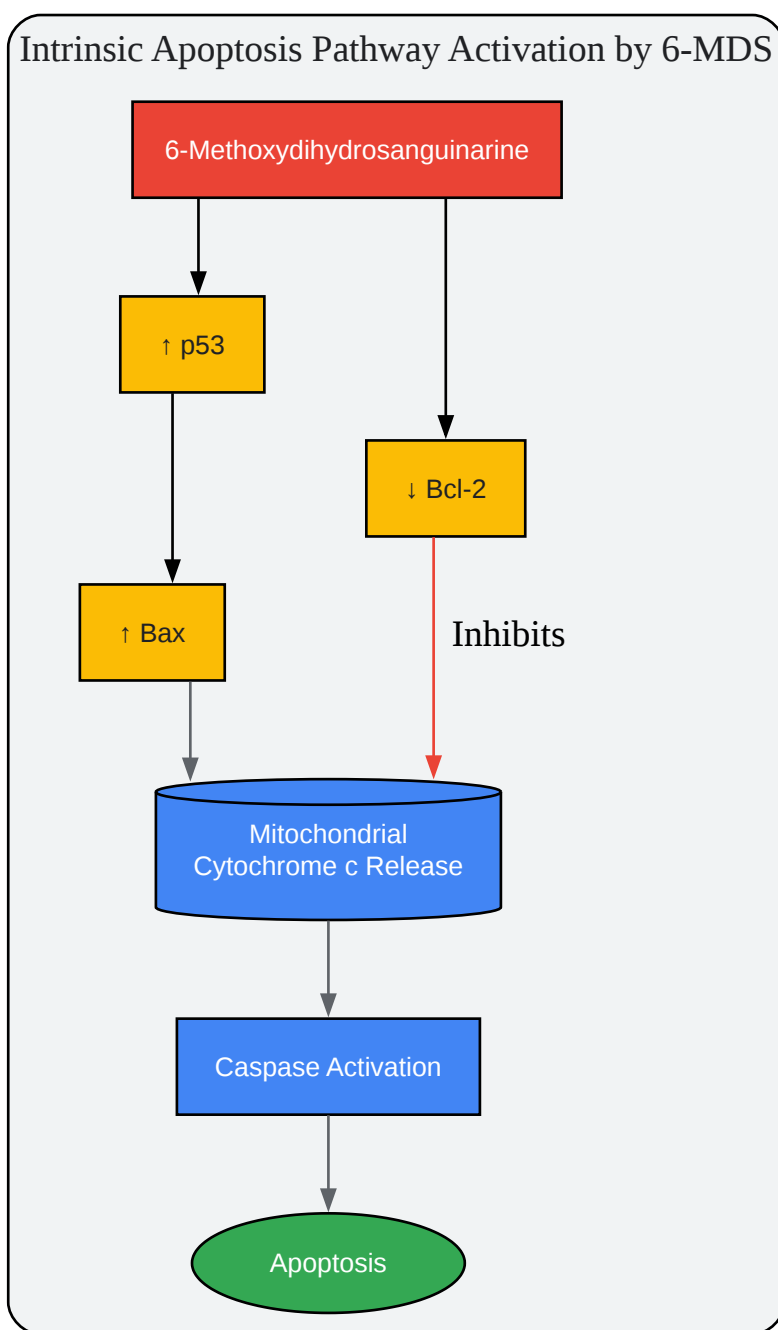 Intrinsic Apoptosis Pathway Activation by 6-MDS
6-Methoxydihydrosanguinarine
↑ p53
↓ Bcl-2
↑ Bax
Inhibits
Mitochondrial
Cytochrome c Release
Caspase Activation
Apoptosis